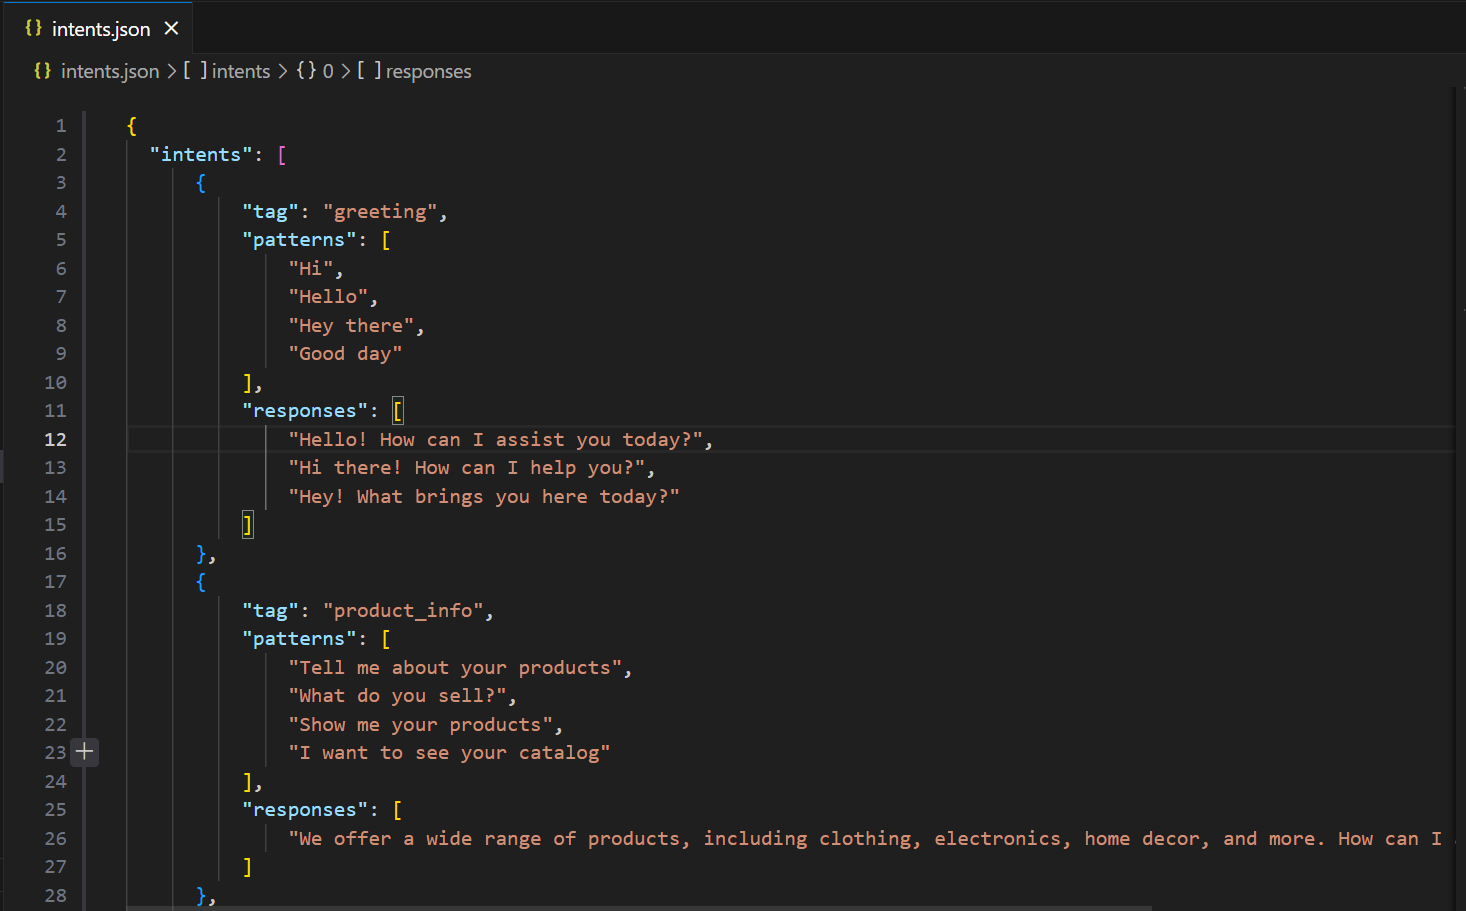 {} intents.json ×
{} intents.json > [ ] intents > {} 0 > [ ] responses
1 {
2 "intents": [
3 {
4 "tag": "greeting",
5 "patterns": [
6 "Hi",
7 "Hello",
8 "Hey there",
9 "Good day"
10 ],
11 "responses": [
12 "Hello! How can I assist you today?",
13 "Hi there! How can I help you?",
14 "Hey! What brings you here today?"
15 ]
16 },
17 {
18 "tag": "product_info",
19 "patterns": [
20 "Tell me about your products",
21 "What do you sell?",
22 "Show me your products",
23 + "I want to see your catalog"
24 ],
25 "responses": [
26 "We offer a wide range of products, including clothing, electronics, home decor, and more. How can I
27 ]
28 },